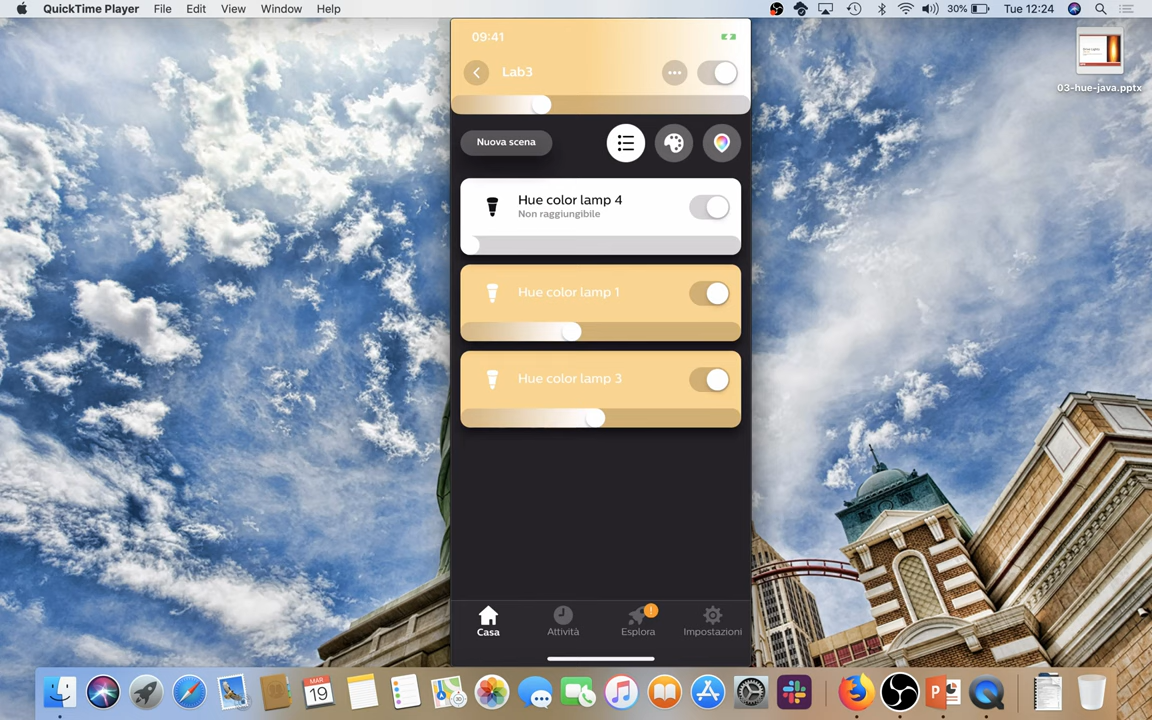 QuickTime Player File Edit View Window Help 30% Tue 12:24
03-hue-java.pptx
09:41
Lab3
Nuova scena
Hue color lamp 4
Non raggiungibile
Hue color lamp 1
Hue color lamp 3
!
Casa Attività Esplora Impostazioni
19